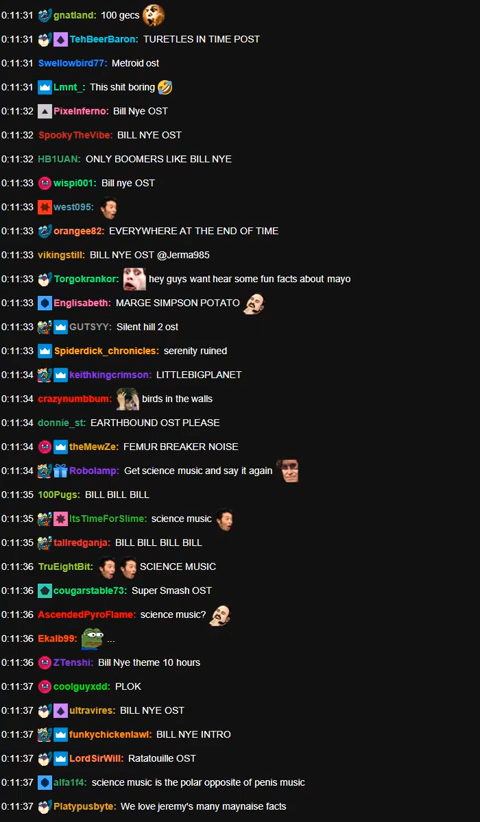 0:11:31 gnatland: 100 gecs
0:11:31 TehBeerBaron: TURETLES IN TIME POST
0:11:31 Swellowbird77: Metroid ost
0:11:31 Lmnt_: This shit boring
0:11:32 PixeInferno: Bill Nye OST
0:11:32 SpookyTheVibe: BILL NYE OST
0:11:32 HB1UAN: ONLY BOOMERS LIKE BILL NYE
0:11:33 wispi001: Bill nye OST
0:11:33 west095:
0:11:33 orangee82: EVERYWHERE AT THE END OF TIME
0:11:33 vikingstill: BILL NYE OST @Jerma985
0:11:33 Torgokrankor: hey guys want hear some fun facts about mayo
0:11:33 Englisabeth: MARGE SIMPSON POTATO
0:11:33 GUTSYY: Silent hill 2 ost
0:11:33 Spiderdick_chronicles: serenity ruined
0:11:34 keithkingcrimson: LITTLEBIGPLANET
0:11:34 crazynumbbum: birds in the walls
0:11:34 donnie_st: EARTHBOUND OST PLEASE
0:11:34 theMewZe: FEMUR BREAKER NOISE
0:11:34 Robolamp: Get science music and say it again
0:11:35 100Pugs: BILL BILL BILL
0:11:35 ItsTimeForSlime: science music
0:11:35 tallredganja: BILL BILL BILL BILL
0:11:36 TruEightBit: SCIENCE MUSIC
0:11:36 cougarstable73: Super Smash OST
0:11:36 AscendedPyroFlame: science music?
0:11:36 Ekalb99: ...
0:11:36 ZTenshi: Bill Nye theme 10 hours
0:11:37 coolguyxdd: PLOK
0:11:37 ultravires: BILL NYE OST
0:11:37 funkychickenlawl: BILL NYE INTRO
0:11:37 LordSirWill: Ratatouille OST
0:11:37 alfa1f4: science music is the polar opposite of penis music
0:11:37 Platypusbyte: We love jeremy's many maynaise facts